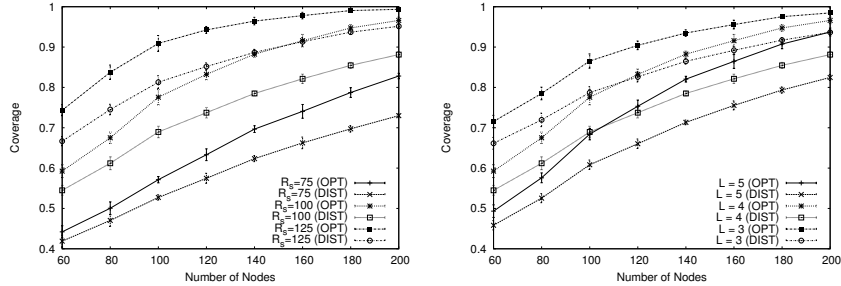 1
0.9
0.8
0.7
0.6
0.5
0.4
Coverage
60 80 100 120 140 160 180 200
Number of Nodes
R_s=75 (OPT)
R_s=75 (DIST)
R_s=100 (OPT)
R_s=100 (DIST)
R_s=125 (OPT)
R_s=125 (DIST)
1
0.9
0.8
0.7
0.6
0.5
0.4
Coverage
60 80 100 120 140 160 180 200
Number of Nodes
L = 5 (OPT)
L = 5 (DIST)
L = 4 (OPT)
L = 4 (DIST)
L = 3 (OPT)
L = 3 (DIST)